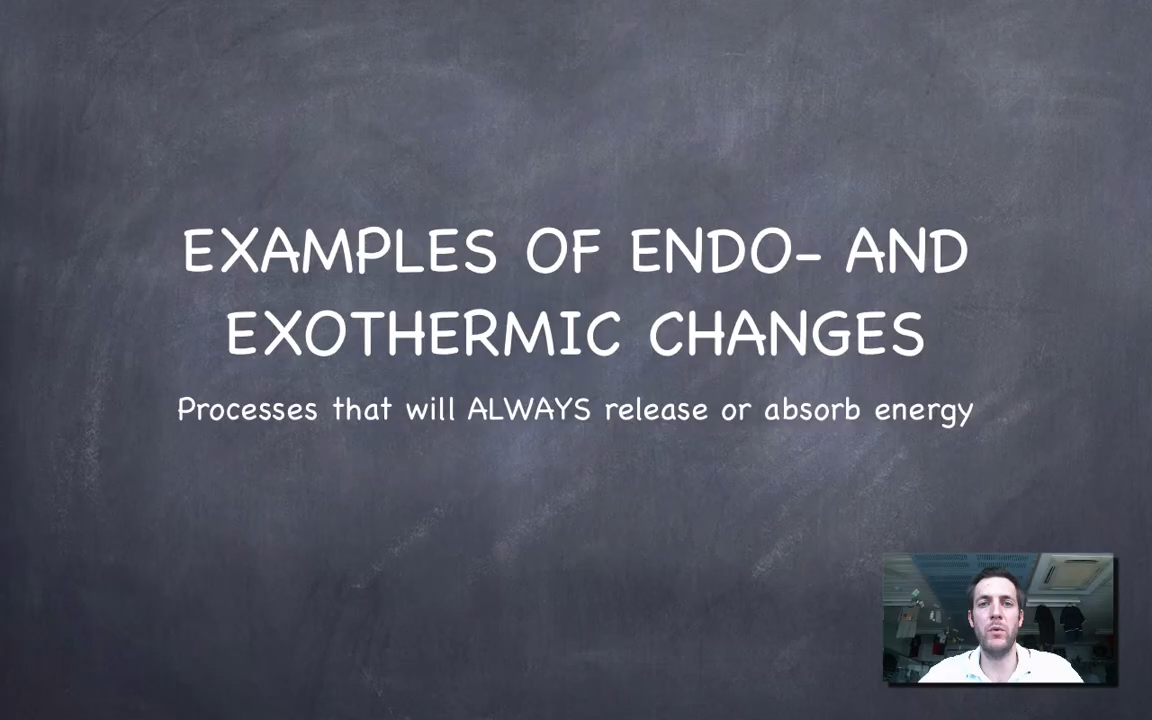 EXAMPLES OF ENDO- AND
EXOTHERMIC CHANGES
Processes that will ALWAYS release or absorb energy